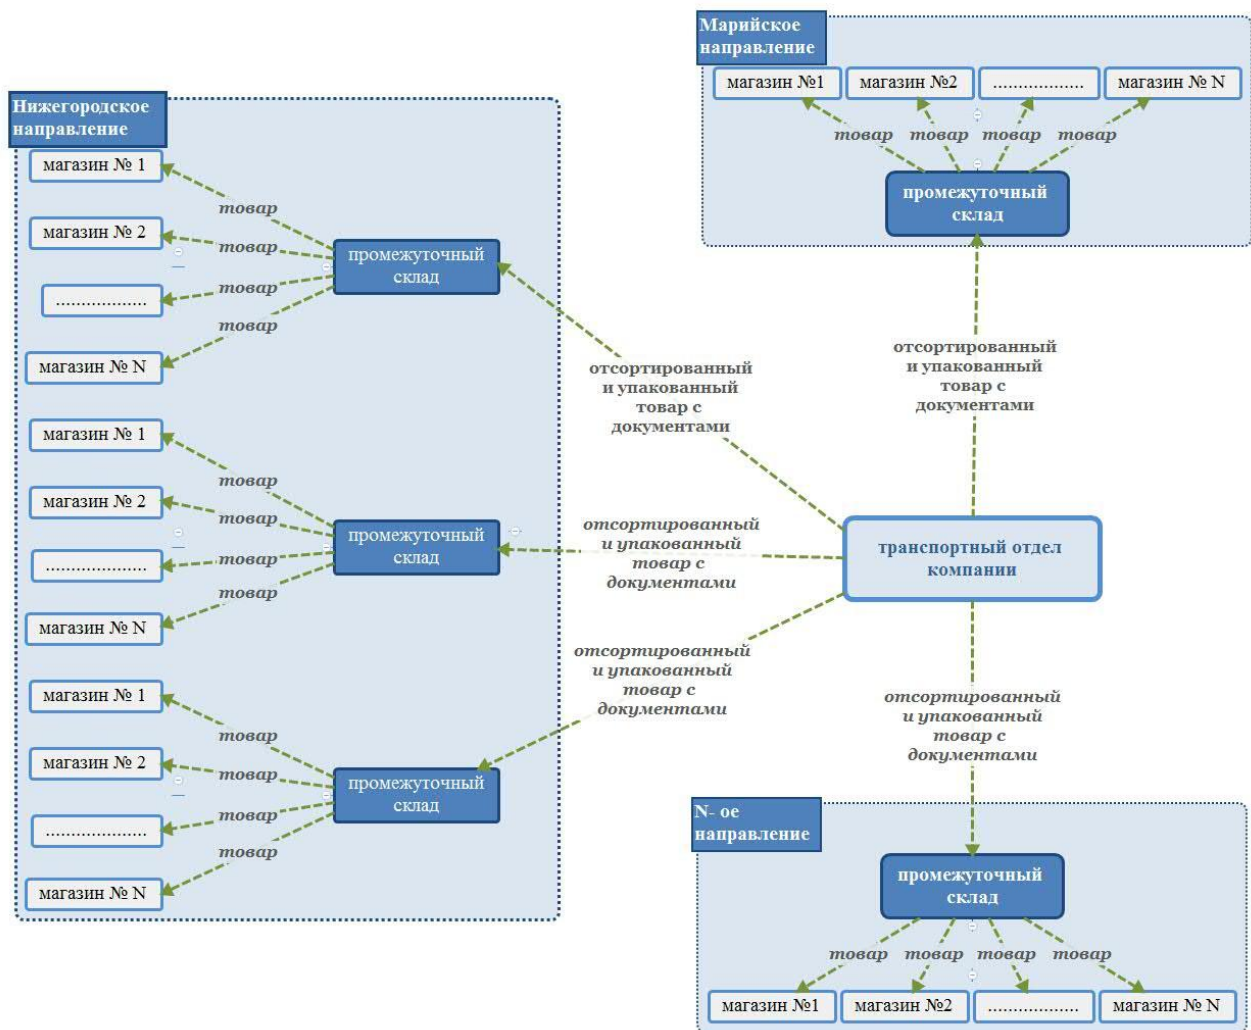 Марийское
направление
магазин №1
магазин №2
..................
магазин № N
товар
товар
товар
товар
промежуточный
склад
Нижегородское
направление
магазин № 1
магазин № 2
..................
магазин № N
товар
товар
товар
товар
промежуточный
склад
магазин № 1
магазин № 2
....................
магазин № N
товар
товар
товар
товар
промежуточный
склад
магазин № 1
магазин № 2
....................
магазин № N
товар
товар
товар
товар
промежуточный
склад
отсортированный
и упакованный
товар с
документами
отсортированный
и упакованный
товар с
документами
отсортированный
и упакованный
товар с
документами
отсортированный
и упакованный
товар с
документами
транспортный отдел
компании
отсортированный
и упакованный
товар с
документами
N- ое
направление
промежуточный
склад
товар
товар
товар
товар
магазин №1
магазин №2
..................
магазин № N